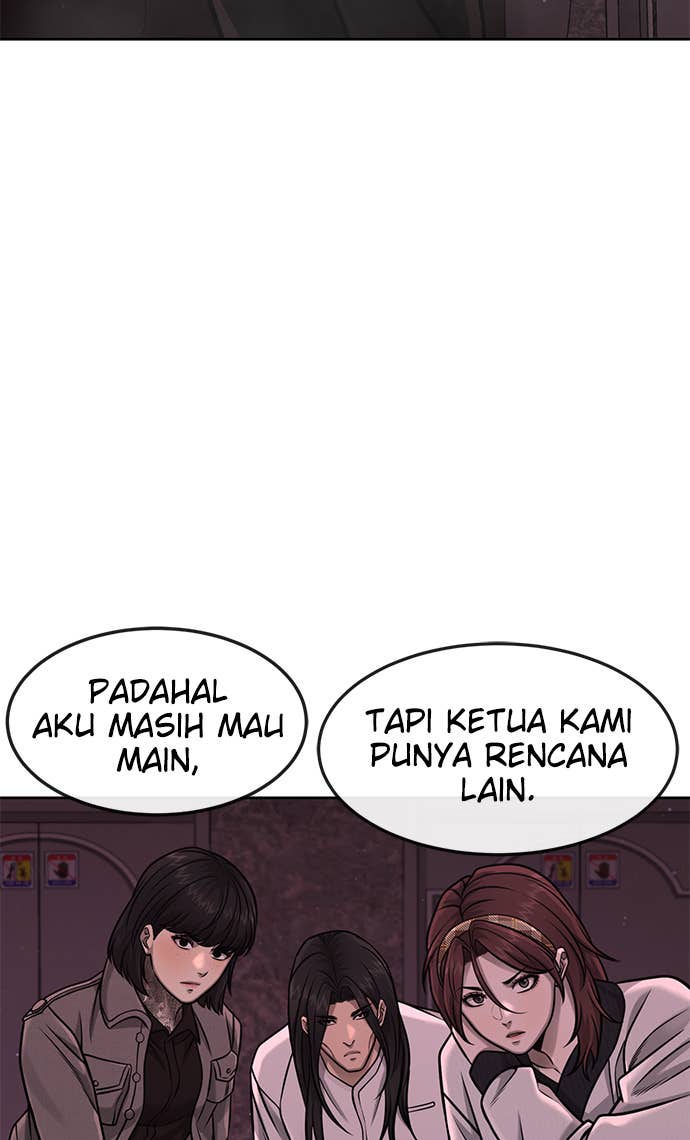 PADAHAL
AKU MASIH MAU
MAIN,
TAPI KETUA KAMI
PUNYA RENCANA
LAIN.